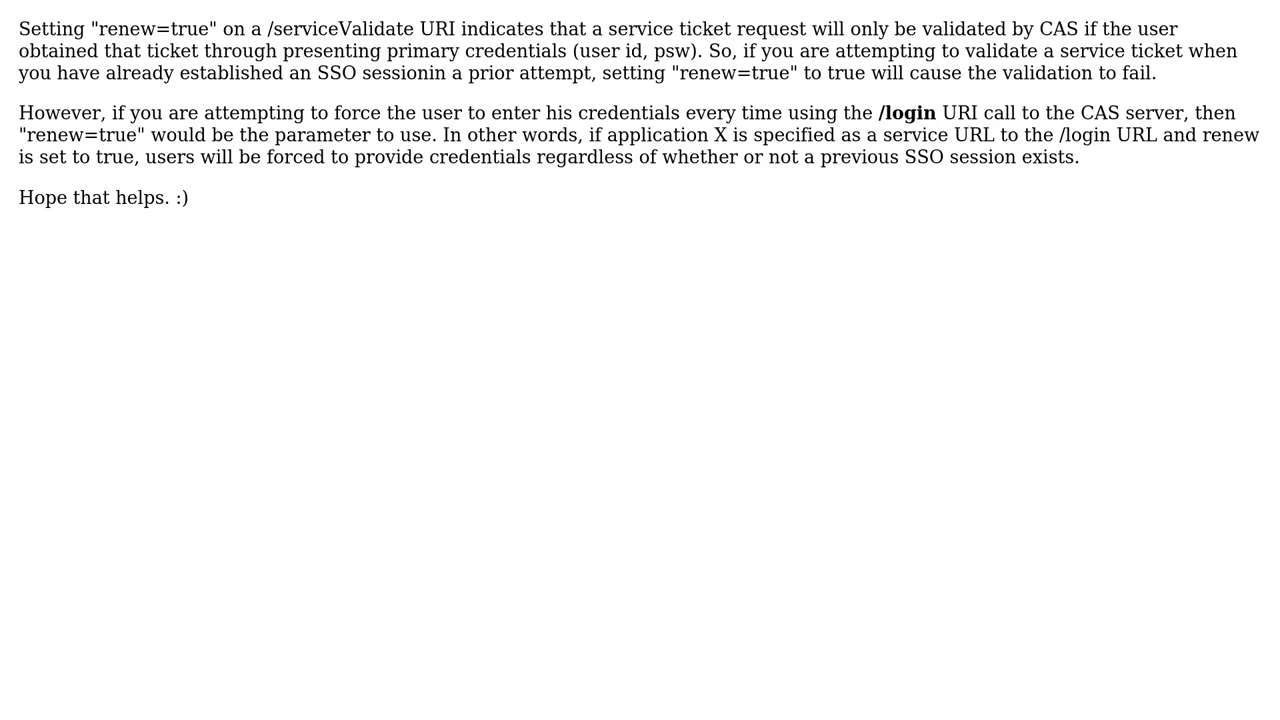 Setting "renew=true" on a /serviceValidate URI indicates that a service ticket request will only be validated by CAS if the user
obtained that ticket through presenting primary credentials (user id, psw). So, if you are attempting to validate a service ticket when
you have already established an SSO sessionin a prior attempt, setting "renew=true" to true will cause the validation to fail.
However, if you are attempting to force the user to enter his credentials every time using the /login URI call to the CAS server, then
"renew=true" would be the parameter to use. In other words, if application X is specified as a service URL to the /login URL and renew
is set to true, users will be forced to provide credentials regardless of whether or not a previous SSO session exists.
Hope that helps. :)